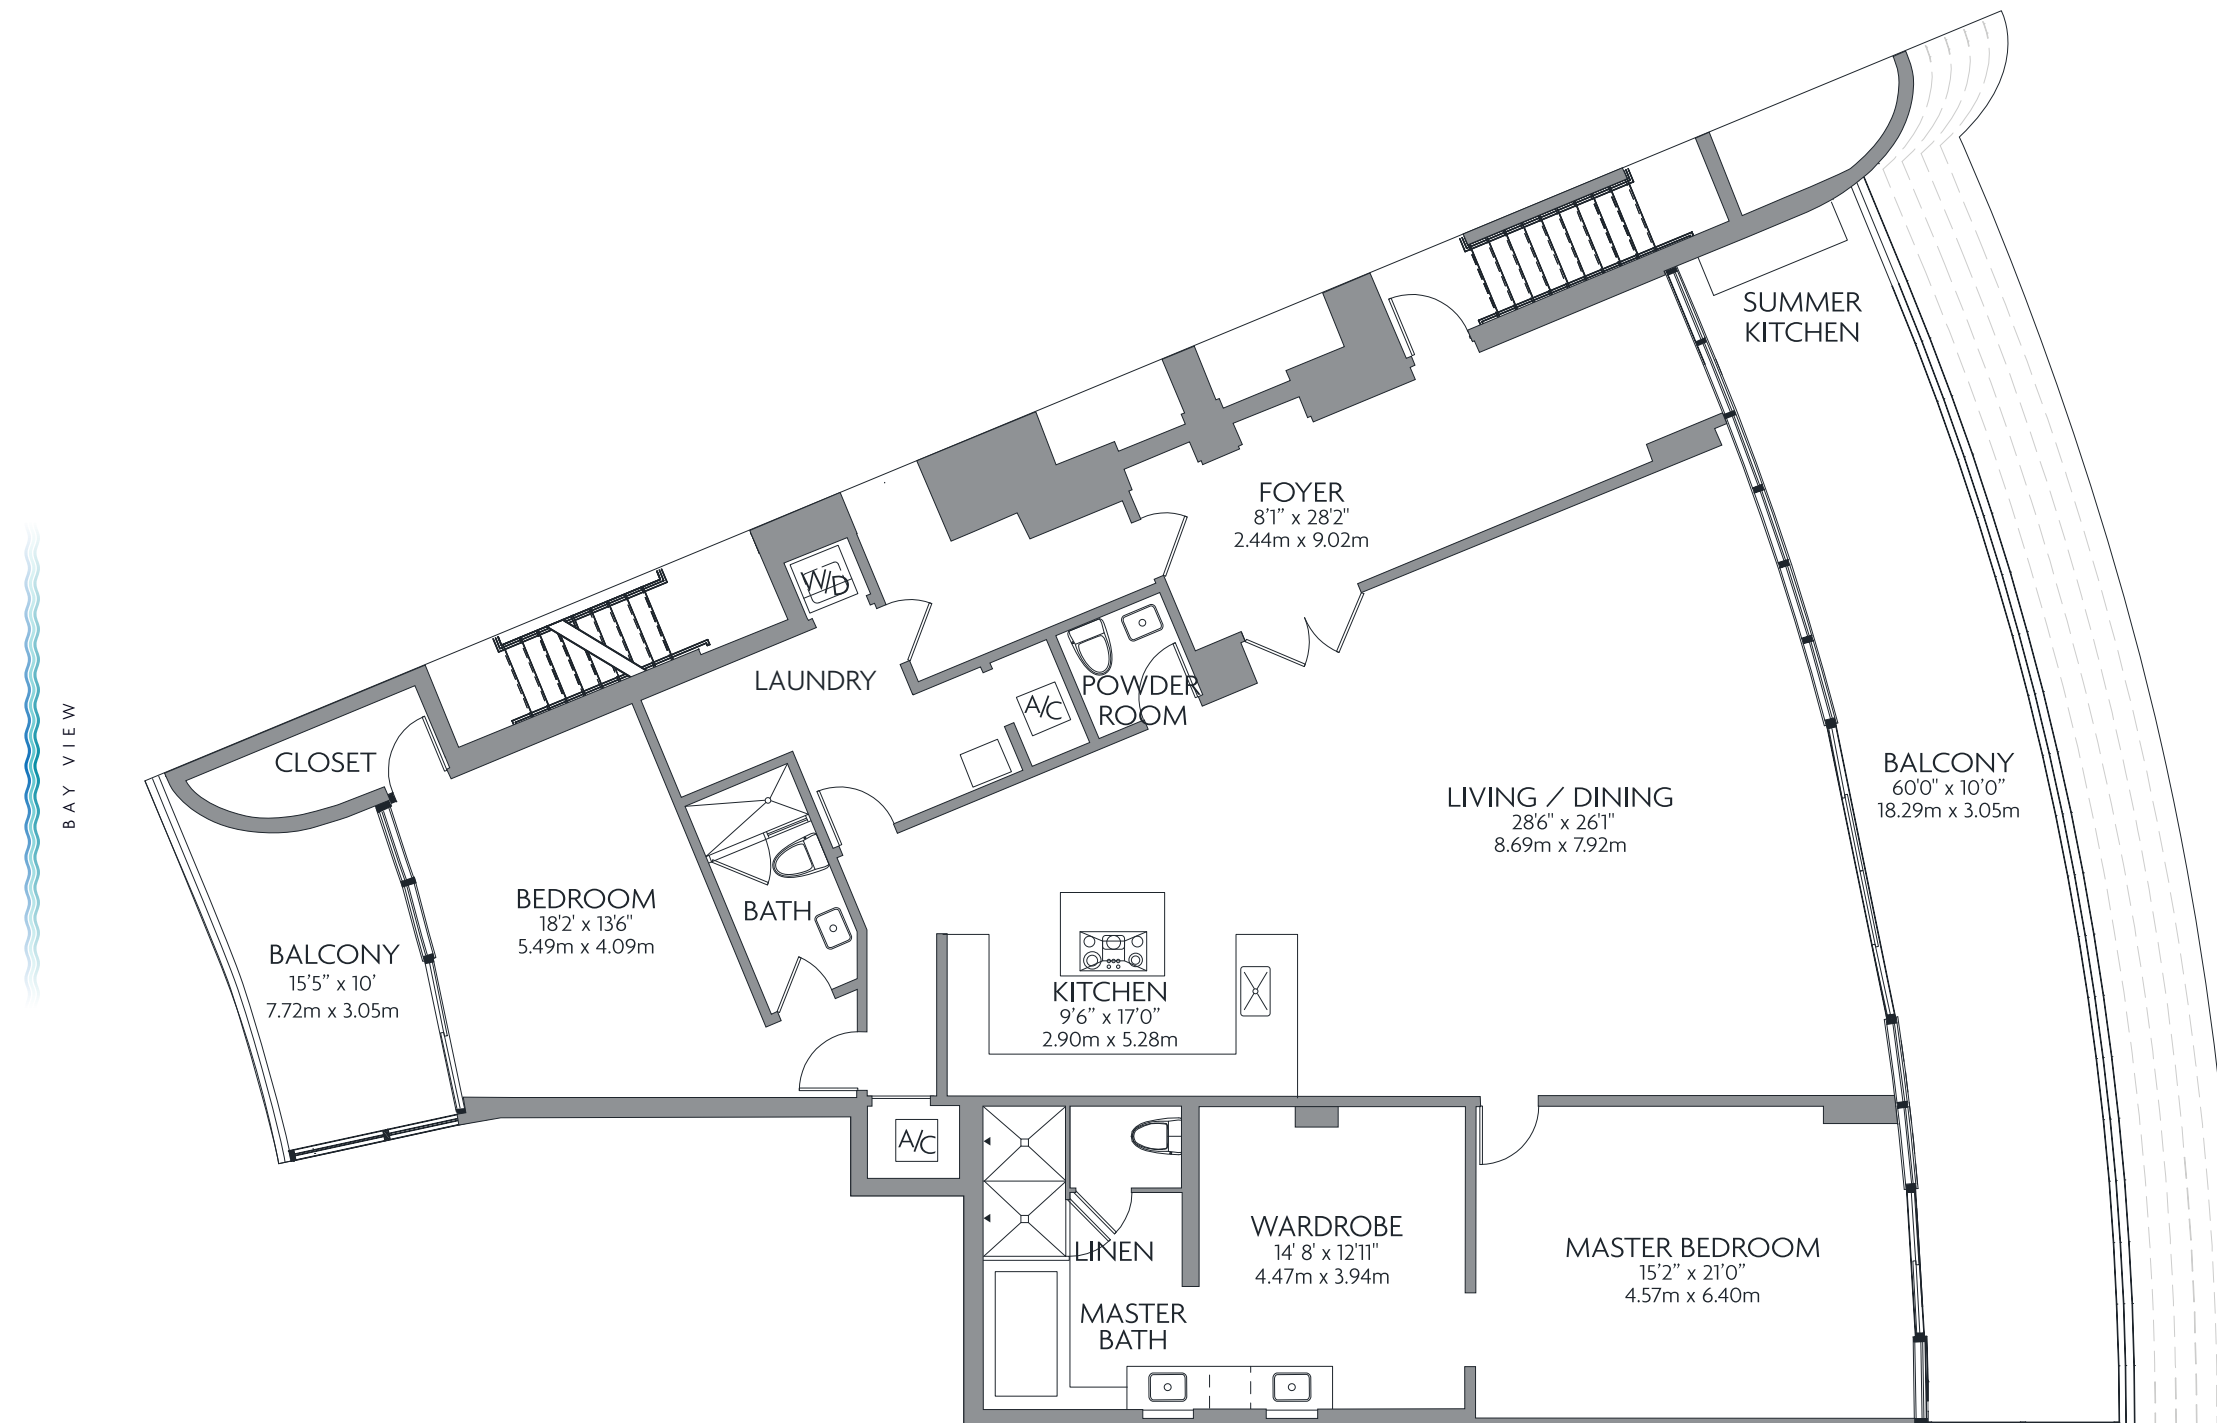 SUMMER
KITCHEN
FOYER
8'1" x 28'2"
2.44m x 9.02m
W/D
LAUNDRY
A/C
POWDER
ROOM
BAY VIEW
CLOSET
LIVING / DINING
28'6" x 26'1"
8.69m x 7.92m
BALCONY
60'0" x 10'0"
18.29m x 3.05m
BEDROOM
18'2' x 13'6"
5.49m x 4.09m
BATH
BALCONY
15'5" x 10'
7.72m x 3.05m
KITCHEN
9'6" x 17'0"
2.90m x 5.28m
A/C
LINEN
WARDROBE
14' 8' x 12'11"
4.47m x 3.94m
MASTER BEDROOM
15'2" x 21'0"
4.57m x 6.40m
MASTER
BATH